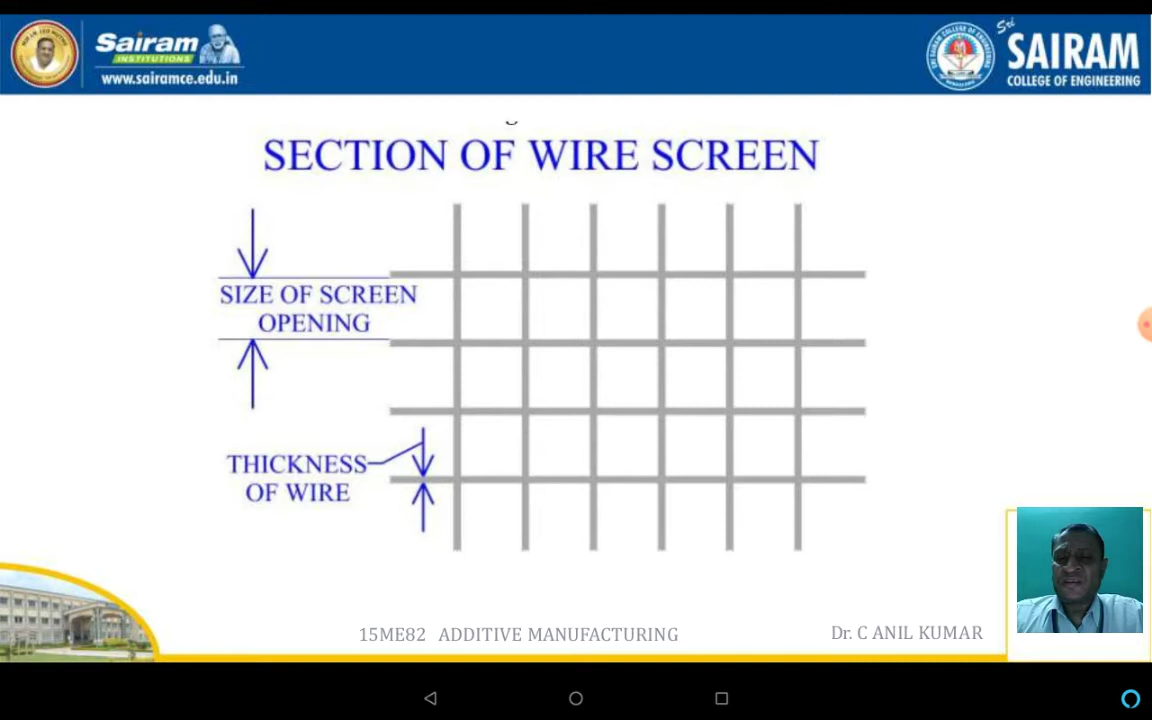 Sairam
INSTITUTIONS
www.sairamce.edu.in
Sri
SAIRAM
COLLEGE OF ENGINEERING
SECTION OF WIRE SCREEN
SIZE OF SCREEN
OPENING
THICKNESS
OF WIRE
15ME82 ADDITIVE MANUFACTURING
Dr. C ANIL KUMAR